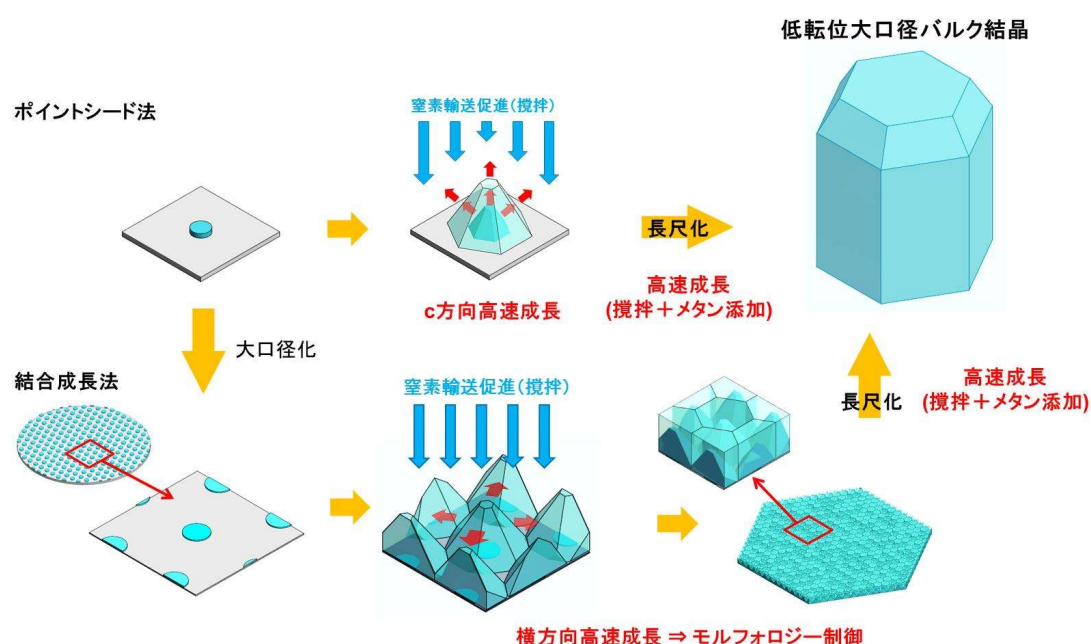 低転位大口径バルク結晶
ポイントシード法
窒素輸送促進(撹拌)
長尺化
c方向高速成長
高速成長
(撹拌+メタン添加)
大口径化
結合成長法
窒素輸送促進(撹拌)
長尺化
高速成長
(撹拌+メタン添加)
横方向高速成長 ⇒ モルフォロジー制御